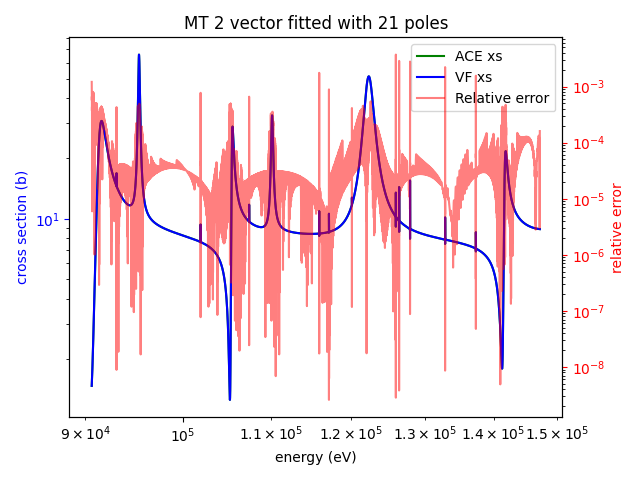 MT 2 vector fitted with 21 poles
ACE xs
VF xs
Relative error
cross section (b)
10¹
relative error
10⁻³
10⁻⁴
10⁻⁵
10⁻⁶
10⁻⁷
10⁻⁸
9 × 10⁴
10⁵
1.1 × 10⁵
1.2 × 10⁵
1.3 × 10⁵
1.4 × 10⁵
1.5 × 10⁵
energy (eV)